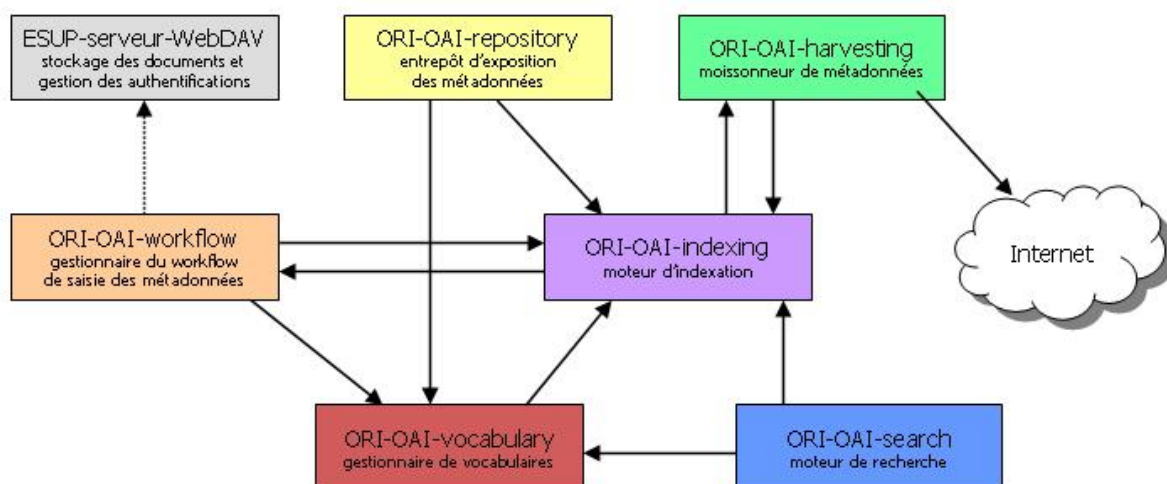 ESUP-serveur-WebDAV
stockage des documents et
gestion des authentifications
ORI-OAI-repository
entrepôt d'exposition
des métadonnées
ORI-OAI-harvesting
moissonneur de métadonnées
ORI-OAI-workflow
gestionnaire du workflow
de saisie des métadonnées
ORI-OAI-indexing
moteur d'indexation
Internet
ORI-OAI-vocabulary
gestionnaire de vocabulaires
ORI-OAI-search
moteur de recherche